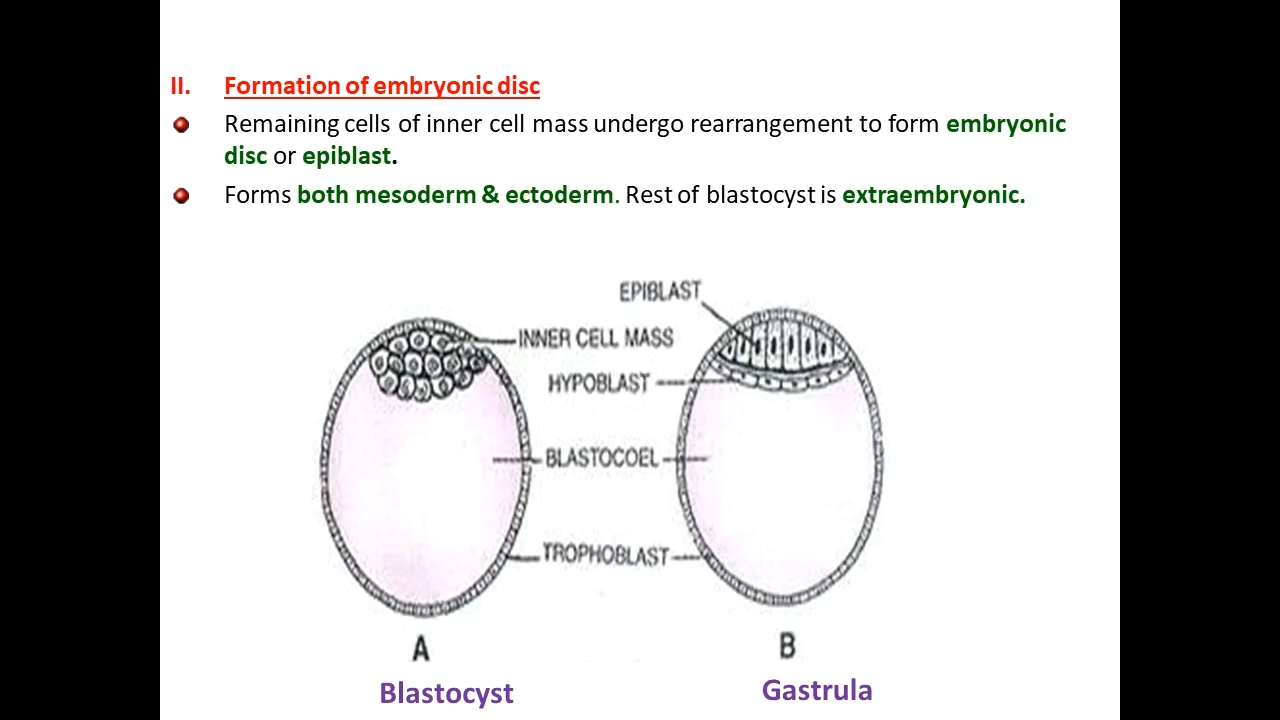 II. Formation of embryonic disc
Remaining cells of inner cell mass undergo rearrangement to form embryonic
disc or epiblast.
Forms both mesoderm & ectoderm. Rest of blastocyst is extraembryonic.
EPIBLAST
INNER CELL MASS
HYPOBLAST
BLASTOCOEL
TROPHOBLAST
A B
Blastocyst Gastrula